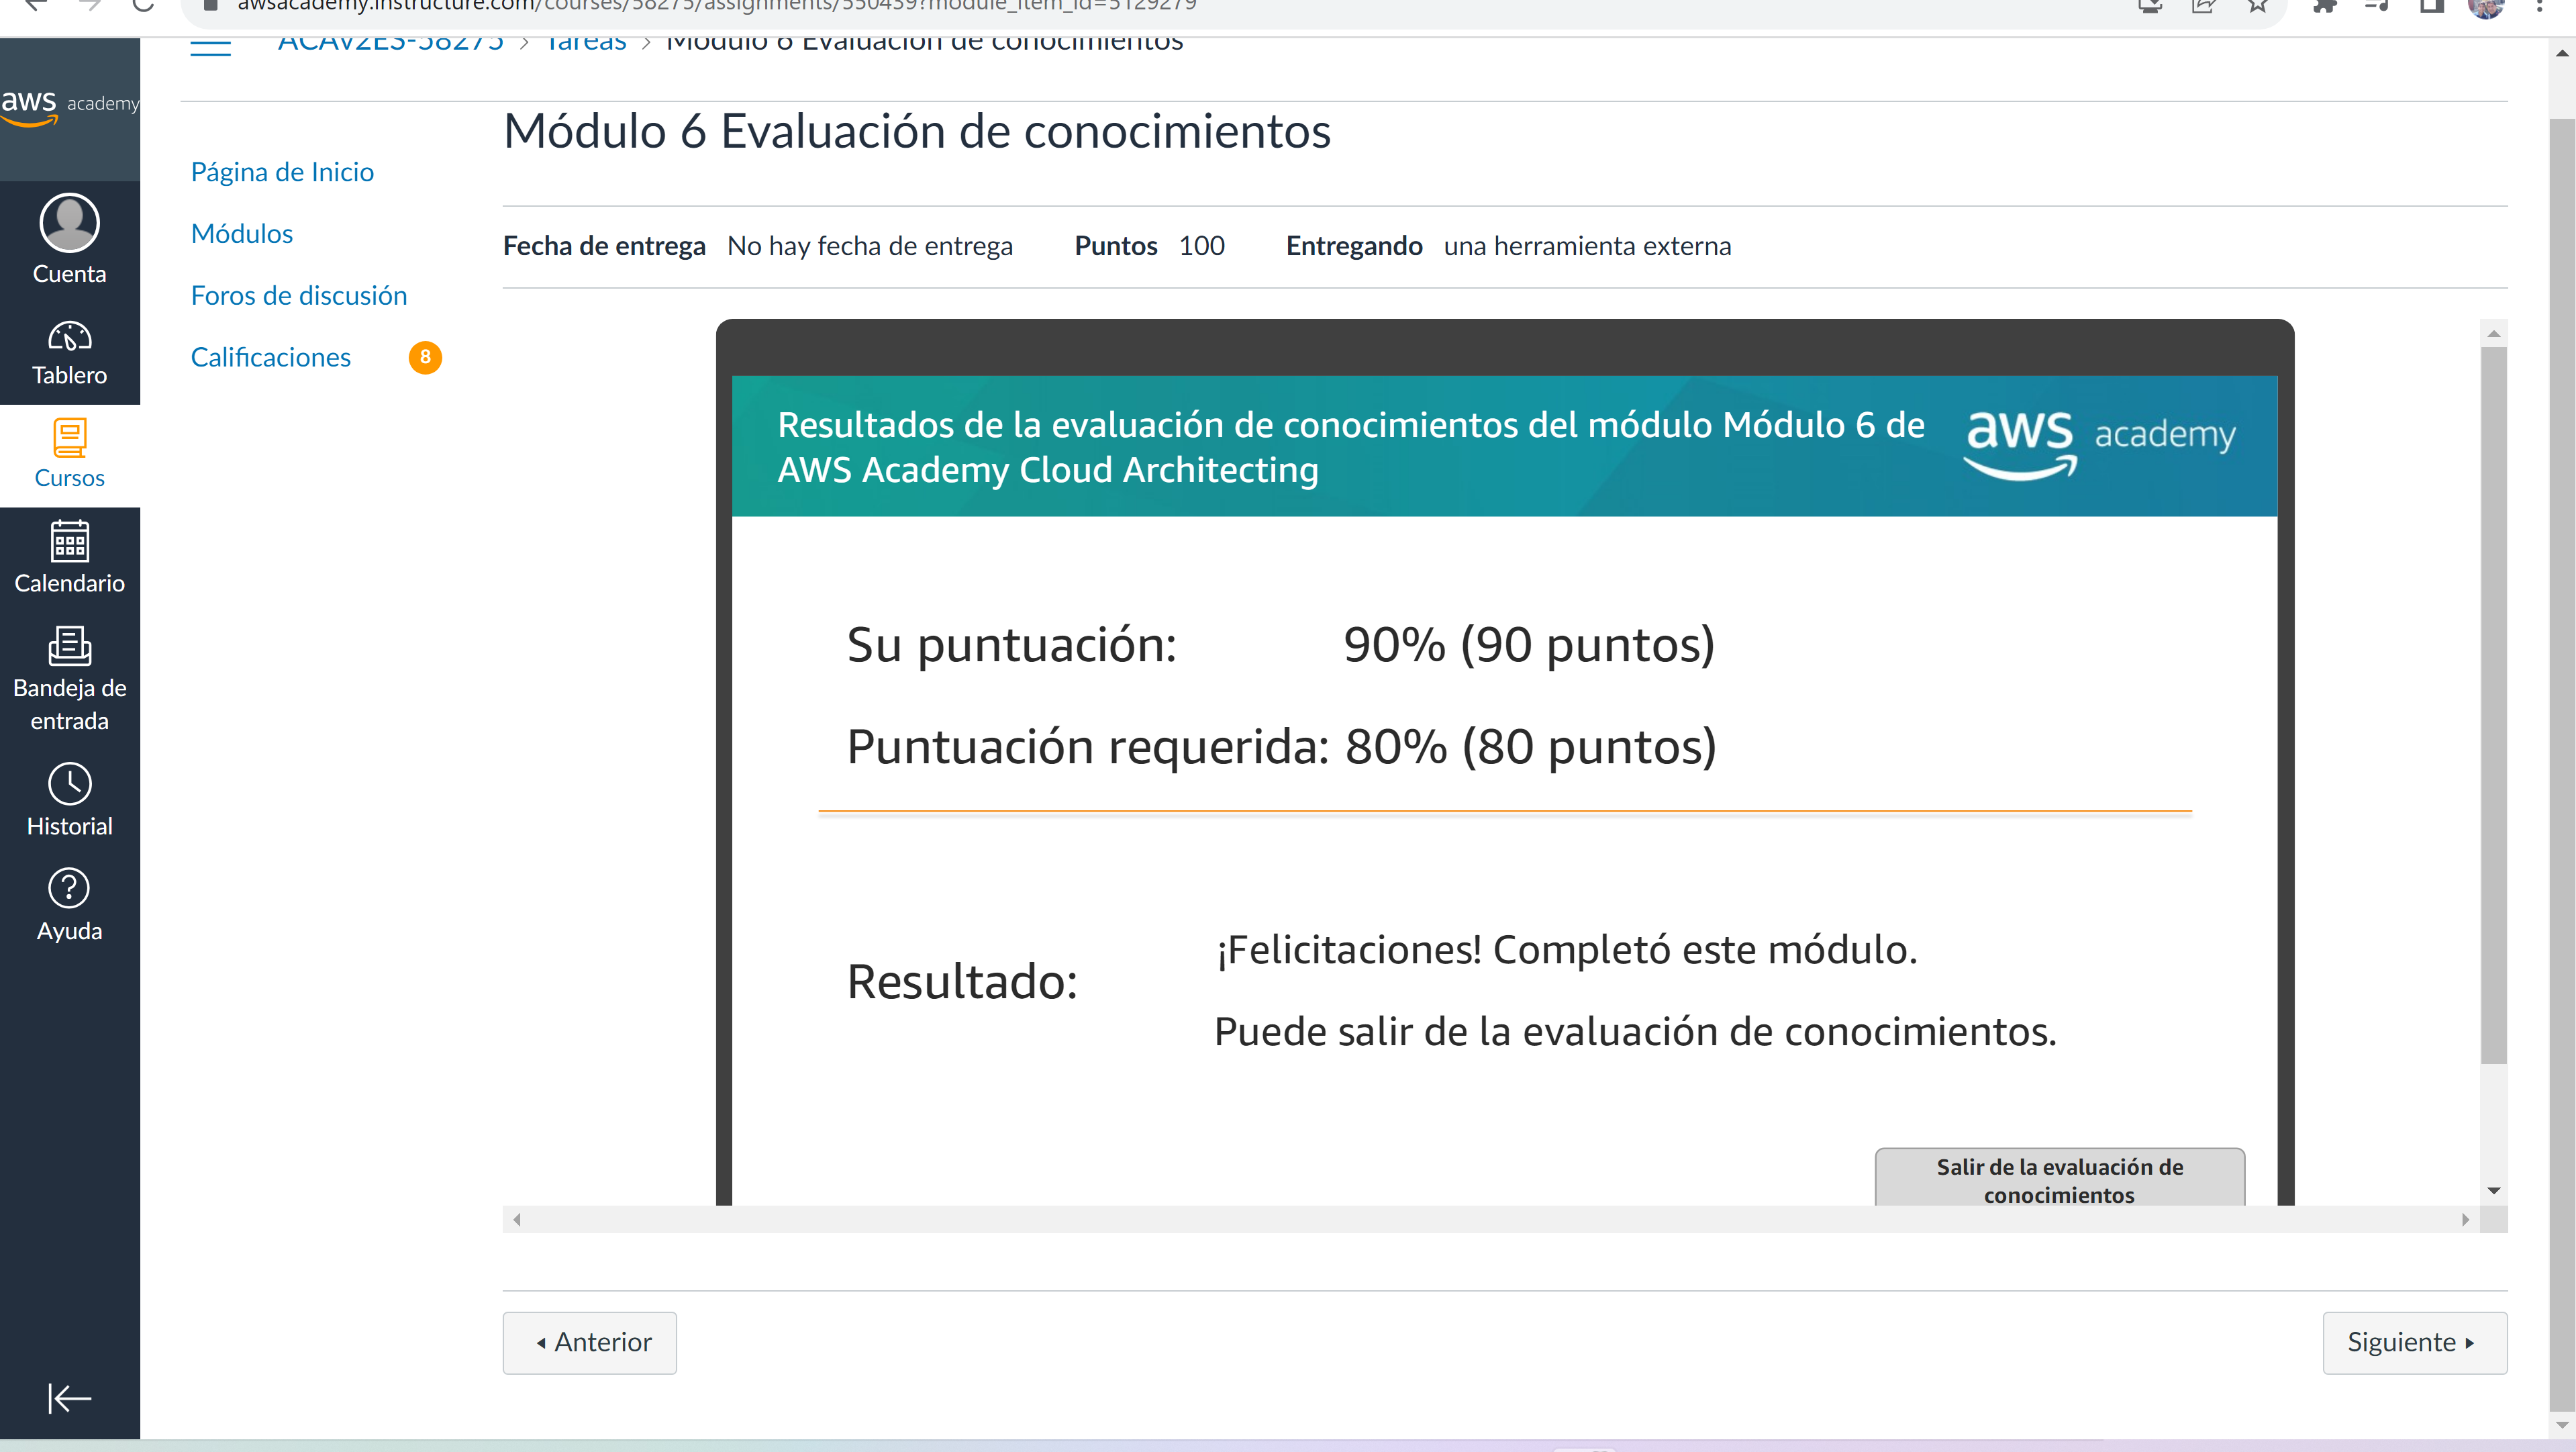 awsacademy.instructure.com/courses/58275/assignments/550439?module_item_id=5129279
ACAv2ES-58275 > Tareas > Módulo 6 Evaluación de conocimientos
aws academy
Cuenta
Tablero
Cursos
Calendario
Bandeja de
entrada
Historial
Ayuda
Página de Inicio
Módulos
Foros de discusión
Calificaciones 8
Módulo 6 Evaluación de conocimientos
Fecha de entrega No hay fecha de entrega Puntos 100 Entregando una herramienta externa
Resultados de la evaluación de conocimientos del módulo Módulo 6 de
AWS Academy Cloud Architecting
aws academy
Su puntuación: 90% (90 puntos)
Puntuación requerida: 80% (80 puntos)
Resultado:
¡Felicitaciones! Completó este módulo.
Puede salir de la evaluación de conocimientos.
Salir de la evaluación de
conocimientos
Anterior
Siguiente